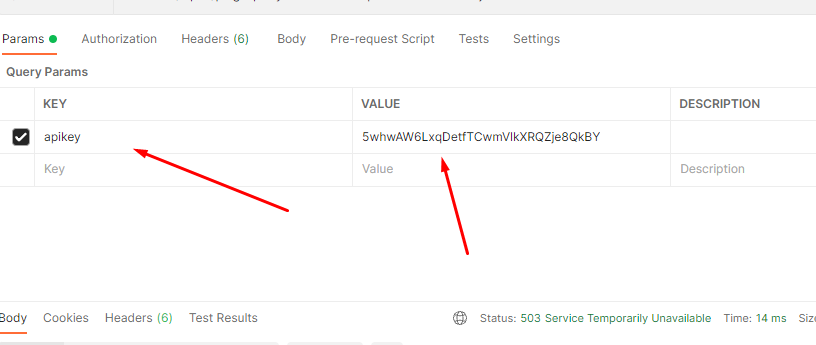 Params Authorization Headers (6) Body Pre-request Script Tests Settings
Query Params
KEY VALUE DESCRIPTION
apikey 5whwAW6LxqDetfTCwmVlkXRQZje8QkBY
Key Value Description
Body Cookies Headers (6) Test Results Status: 503 Service Temporarily Unavailable Time: 14 ms Size